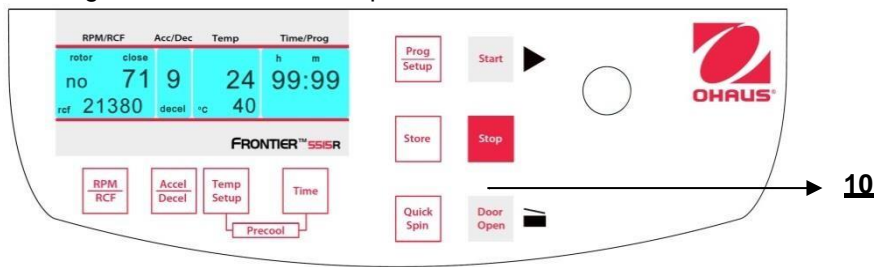 RPM/RCF Acc/Dec Temp Time/Prog
rotor close h m
no 71 9 24 99:99
rcf 21380 decel °C 40
FRONTIER™ 5515R
RPM
RCF
Accel
Decel
Temp
Setup
Time
Precool
Prog
Setup
Start
Store
Stop
Quick
Spin
Door
Open
OHAUS®
10